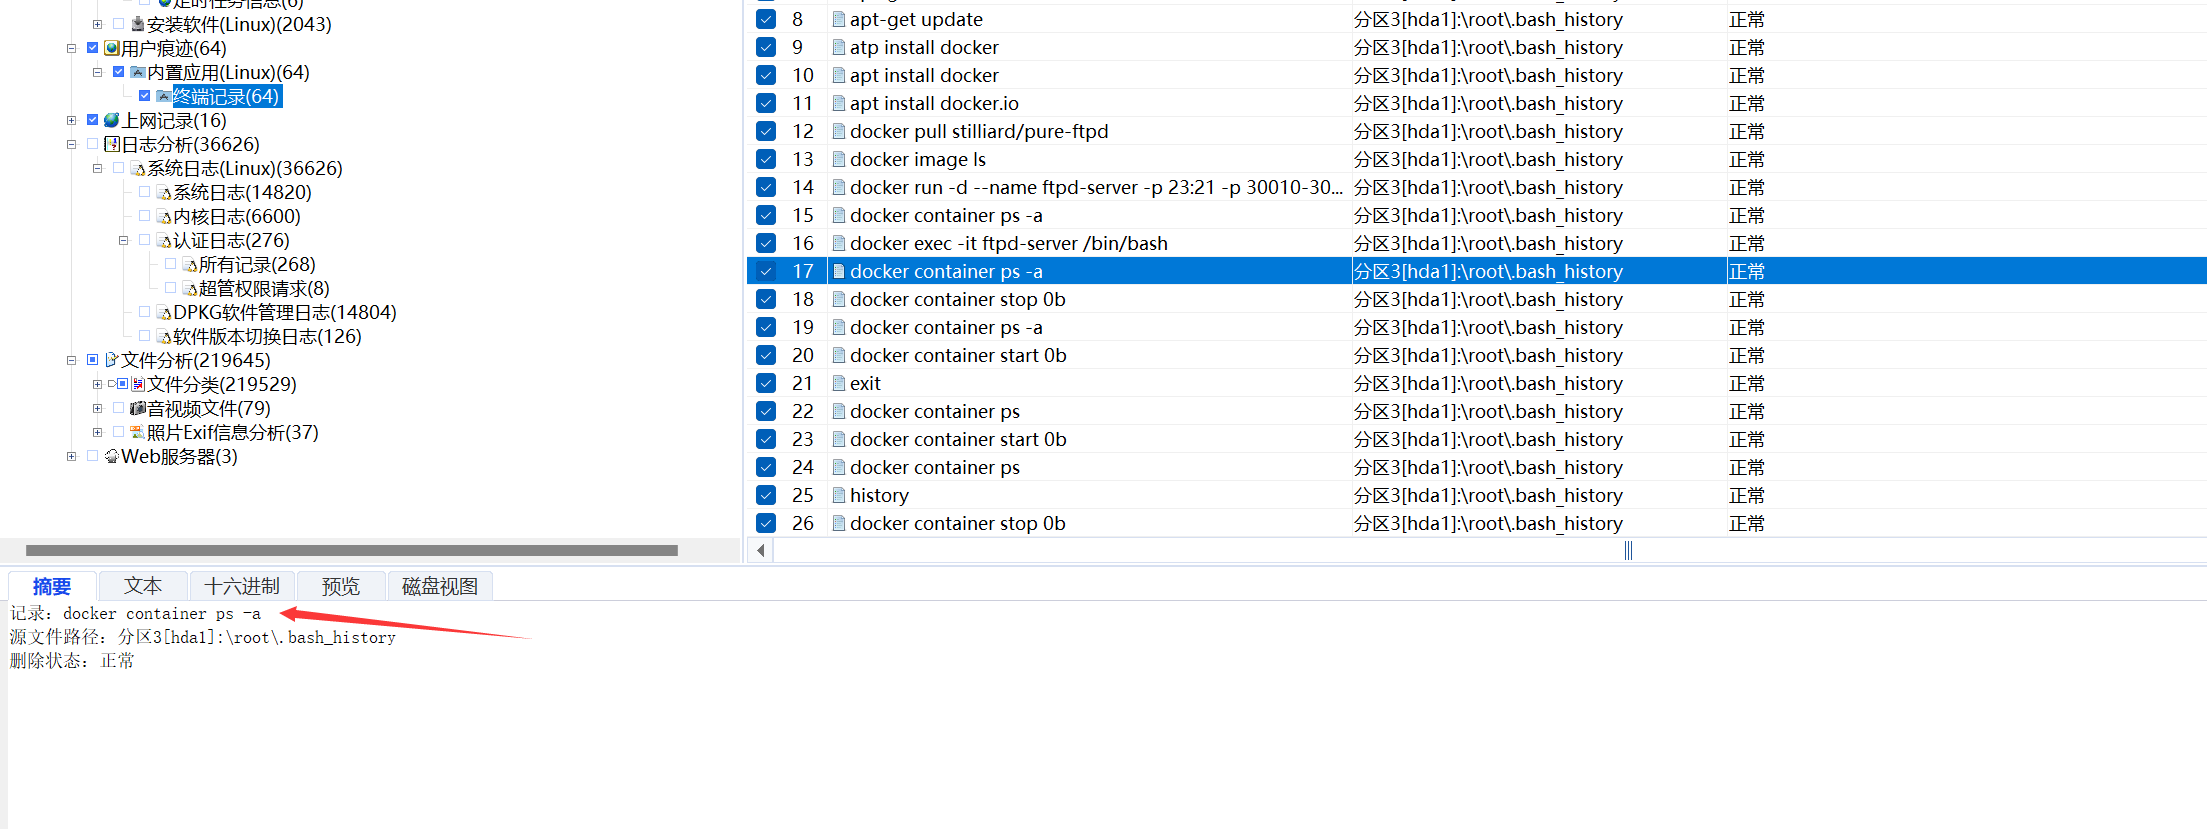 定时任务信息(6)
安装软件(Linux)(2043)
用户痕迹(64)
内置应用(Linux)(64)
终端记录(64)
上网记录(16)
日志分析(36626)
系统日志(Linux)(36626)
系统日志(14820)
内核日志(6600)
认证日志(276)
所有记录(268)
超管权限请求(8)
DPKG软件管理日志(14804)
软件版本切换日志(126)
文件分析(219645)
文件分类(219529)
音视频文件(79)
照片Exif信息分析(37)
Web服务器(3)
8 apt-get update 分区3[hda1]:\root\.bash_history 正常
9 atp install docker 分区3[hda1]:\root\.bash_history 正常
10 apt install docker 分区3[hda1]:\root\.bash_history 正常
11 apt install docker.io 分区3[hda1]:\root\.bash_history 正常
12 docker pull stilliard/pure-ftpd 分区3[hda1]:\root\.bash_history 正常
13 docker image ls 分区3[hda1]:\root\.bash_history 正常
14 docker run -d --name ftpd-server -p 23:21 -p 30010-30... 分区3[hda1]:\root\.bash_history 正常
15 docker container ps -a 分区3[hda1]:\root\.bash_history 正常
16 docker exec -it ftpd-server /bin/bash 分区3[hda1]:\root\.bash_history 正常
17 docker container ps -a 分区3[hda1]:\root\.bash_history 正常
18 docker container stop 0b 分区3[hda1]:\root\.bash_history 正常
19 docker container ps -a 分区3[hda1]:\root\.bash_history 正常
20 docker container start 0b 分区3[hda1]:\root\.bash_history 正常
21 exit 分区3[hda1]:\root\.bash_history 正常
22 docker container ps 分区3[hda1]:\root\.bash_history 正常
23 docker container start 0b 分区3[hda1]:\root\.bash_history 正常
24 docker container ps 分区3[hda1]:\root\.bash_history 正常
25 history 分区3[hda1]:\root\.bash_history 正常
26 docker container stop 0b 分区3[hda1]:\root\.bash_history 正常
摘要 文本 十六进制 预览 磁盘视图
记录：docker container ps -a
源文件路径：分区3[hda1]:\root\.bash_history
删除状态：正常